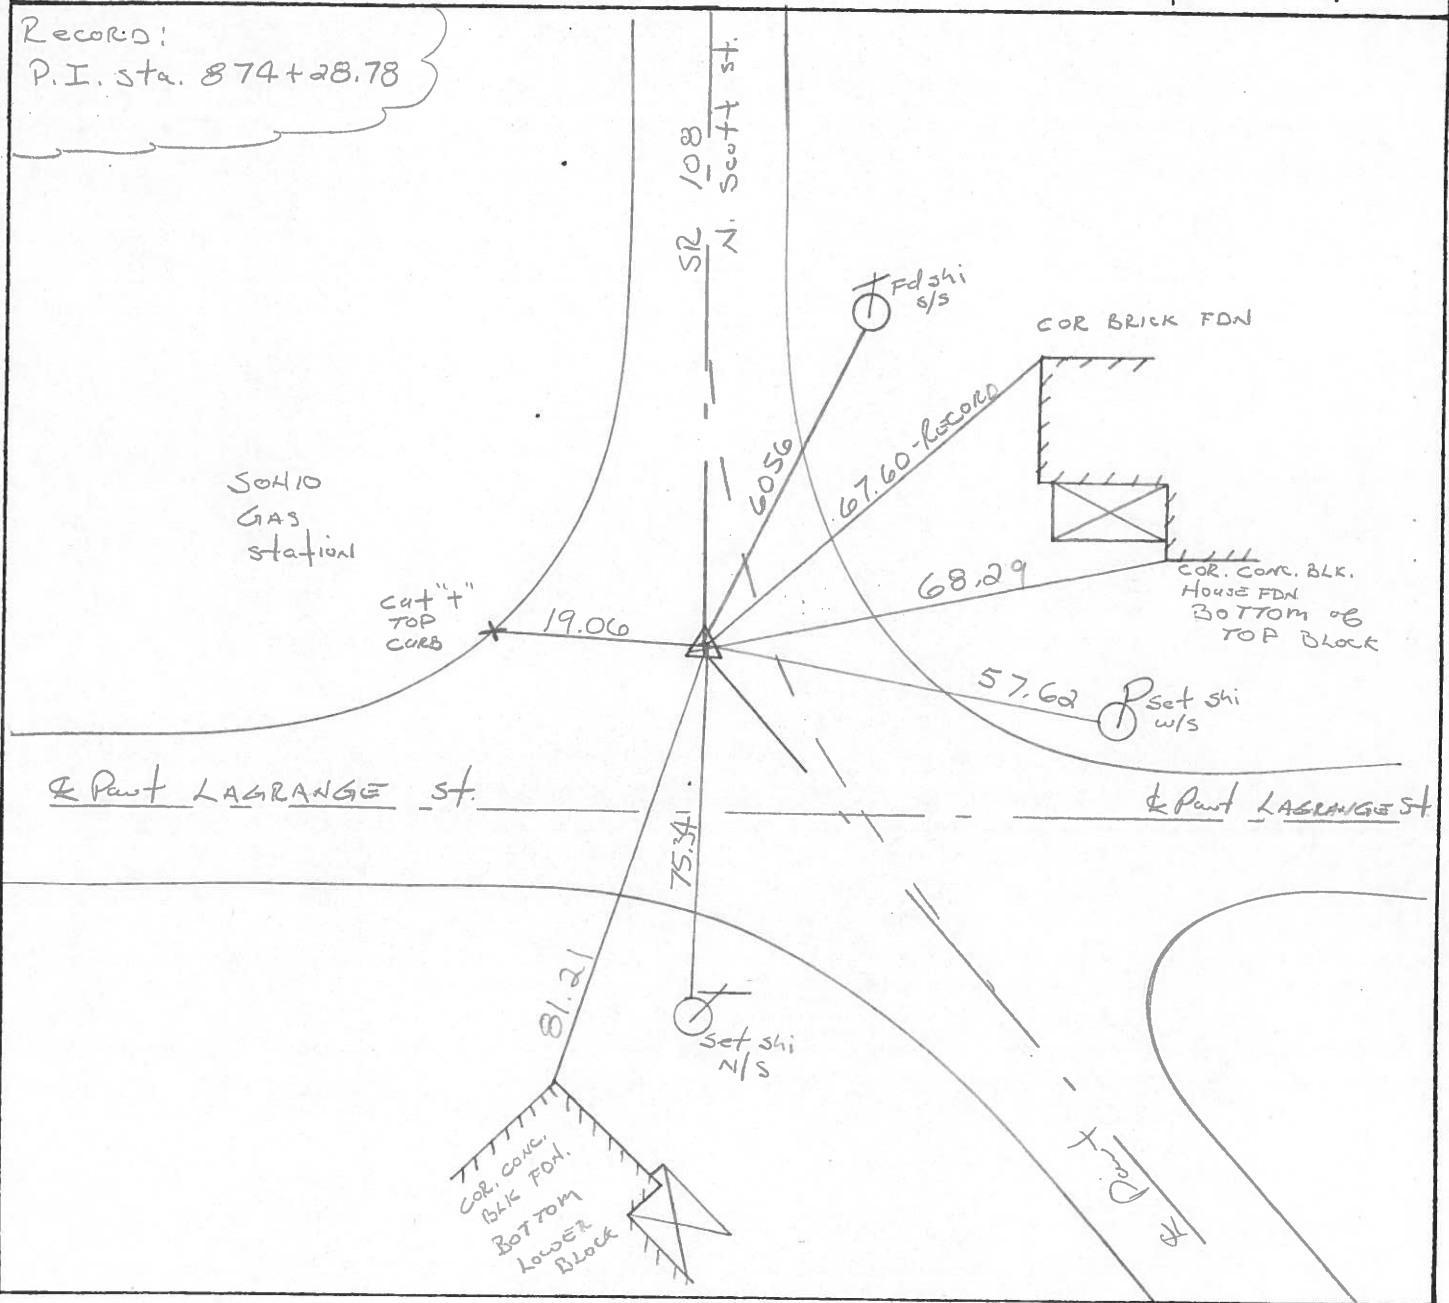 Record:
P.I. sta. 874+28.78
SR 108
N. Scott st.
Fd shi
s/s
COR BRICK FDN
60.56
67.60-RECORD
SOHIO
GAS
station
cut "+"
TOP
CURB
19.06
68.29
COR. CONC. BLK.
HOUSE FDN
BOTTOM of
TOP BLOCK
57.62
P
set shi
w/s
℄ Pavt LAGRANGE st.
℄ Pavt LAGRANGE st
75.34
81.21
set shi
N/S
COR. CONC.
BLK FDN.
BOTTOM
LOWER
BLOCK
℄ Pavt